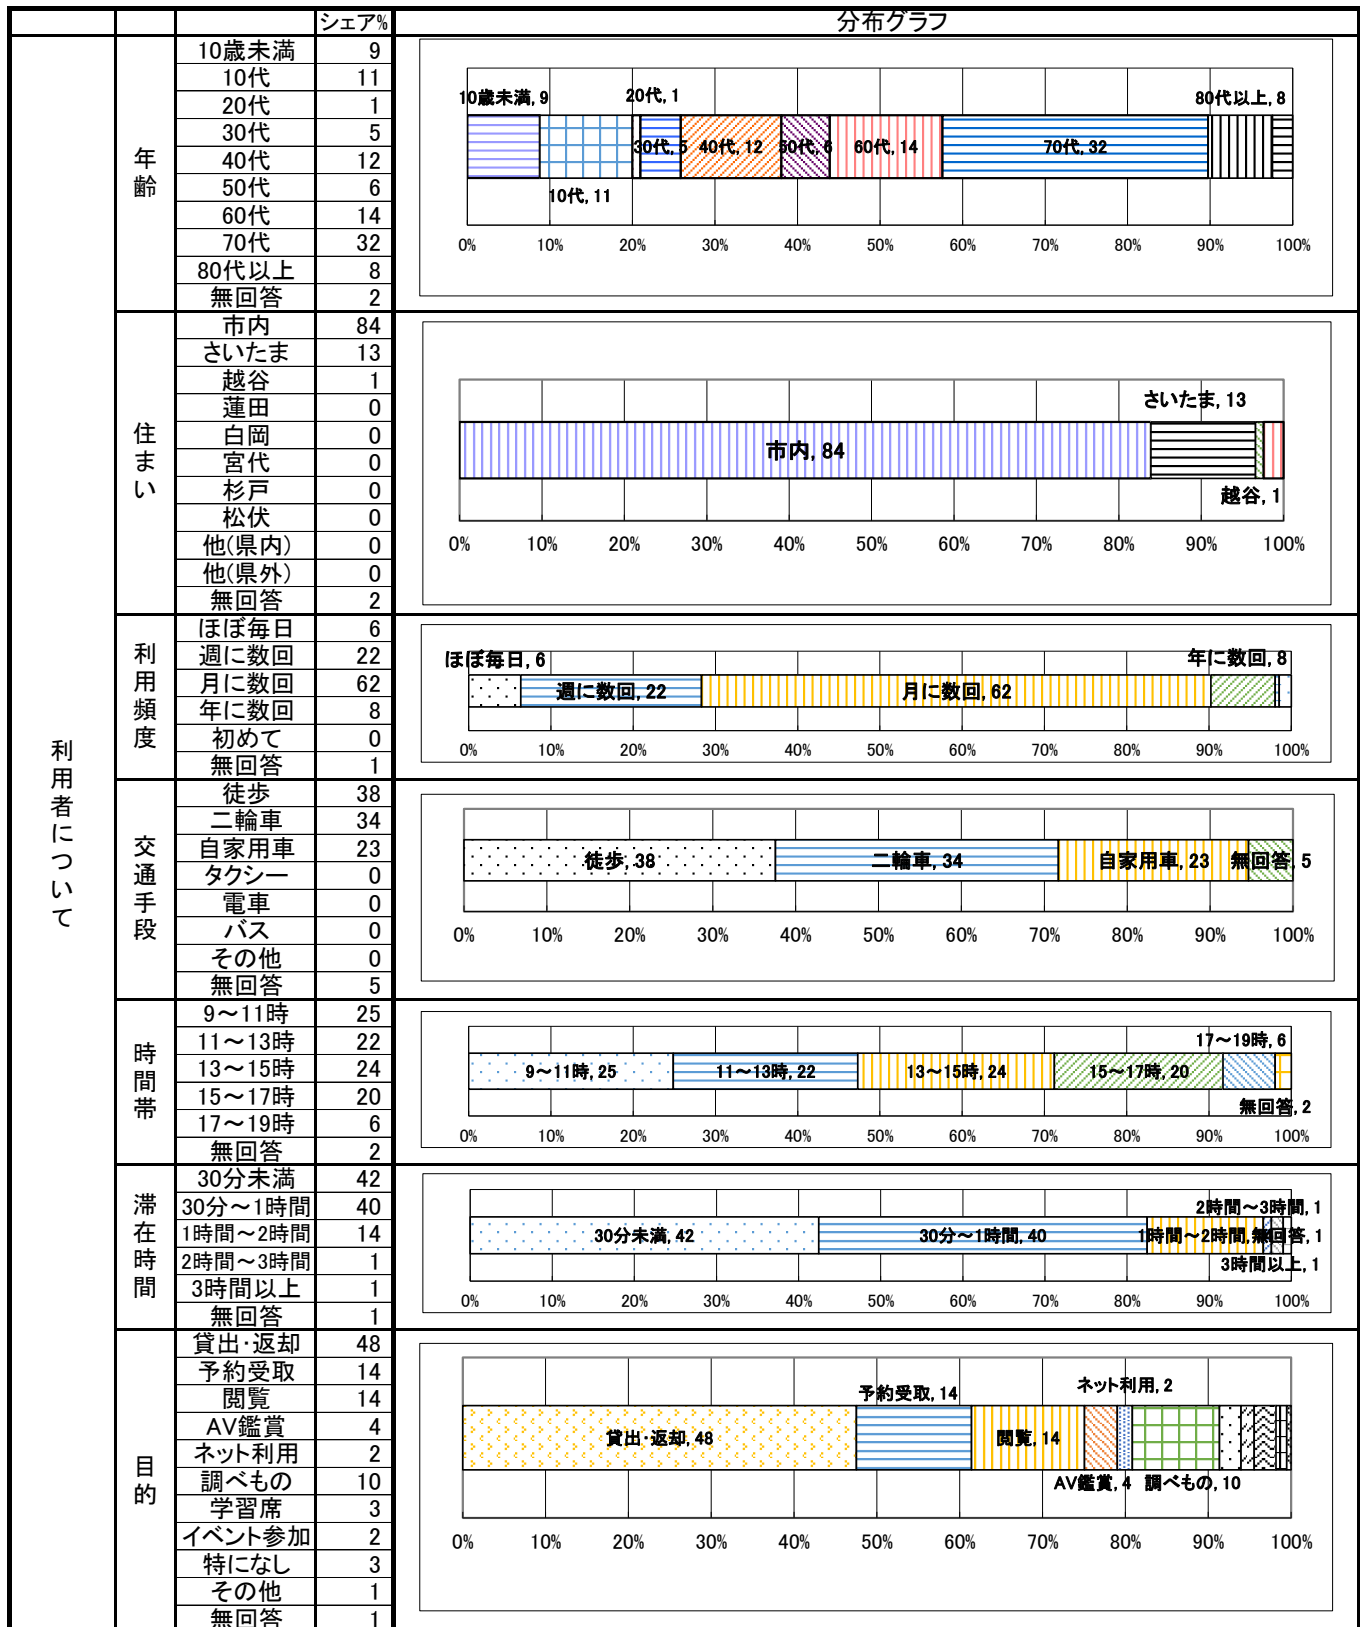 シェア% 分布グラフ
利用者について
年齢
10歳未満 9
10代 11
20代 1
30代 5
40代 12
50代 6
60代 14
70代 32
80代以上 8
無回答 2
10歳未満, 9 20代, 1 80代以上, 8
30代, 5 40代, 12 50代, 6 60代, 14 70代, 32
10代, 11
0% 10% 20% 30% 40% 50% 60% 70% 80% 90% 100%
住まい
市内 84
さいたま 13
越谷 1
蓮田 0
白岡 0
宮代 0
杉戸 0
松伏 0
他(県内) 0
他(県外) 0
無回答 2
さいたま, 13
市内, 84
越谷, 1
0% 10% 20% 30% 40% 50% 60% 70% 80% 90% 100%
利用頻度
ほぼ毎日 6
週に数回 22
月に数回 62
年に数回 8
初めて 0
無回答 1
ほぼ毎日, 6 年に数回, 8
週に数回, 22 月に数回, 62
0% 10% 20% 30% 40% 50% 60% 70% 80% 90% 100%
交通手段
徒歩 38
二輪車 34
自家用車 23
タクシー 0
電車 0
バス 0
その他 0
無回答 5
徒歩, 38 二輪車, 34 自家用車, 23 無回答, 5
0% 10% 20% 30% 40% 50% 60% 70% 80% 90% 100%
時間帯
9～11時 25
11～13時 22
13～15時 24
15～17時 20
17～19時 6
無回答 2
17～19時, 6
9～11時, 25 11～13時, 22 13～15時, 24 15～17時, 20
無回答, 2
0% 10% 20% 30% 40% 50% 60% 70% 80% 90% 100%
滞在時間
30分未満 42
30分～1時間 40
1時間～2時間 14
2時間～3時間 1
3時間以上 1
無回答 1
2時間～3時間, 1
30分未満, 42 30分～1時間, 40 1時間～2時間, 無回答, 1
3時間以上, 1
0% 10% 20% 30% 40% 50% 60% 70% 80% 90% 100%
目的
貸出･返却 48
予約受取 14
閲覧 14
AV鑑賞 4
ネット利用 2
調べもの 10
学習席 3
イベント参加 2
特になし 3
その他 1
無回答 1
予約受取, 14 ネット利用, 2
貸出･返却, 48 閲覧, 14
AV鑑賞, 4 調べもの, 10
0% 10% 20% 30% 40% 50% 60% 70% 80% 90% 100%